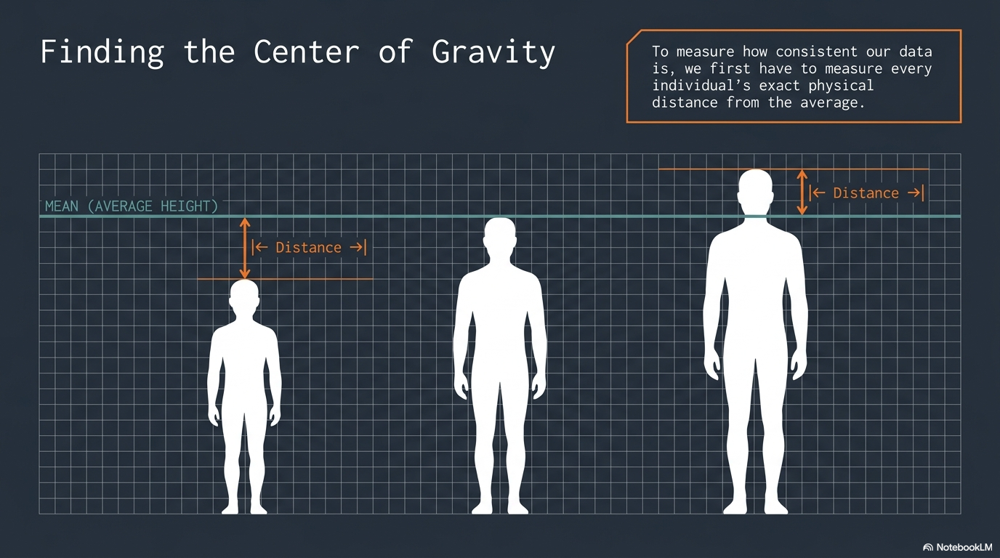 Finding the Center of Gravity
To measure how consistent our data
is, we first have to measure every
individual's exact physical
distance from the average.
MEAN (AVERAGE HEIGHT)
|← Distance →|
|← Distance →|
NotebookLM